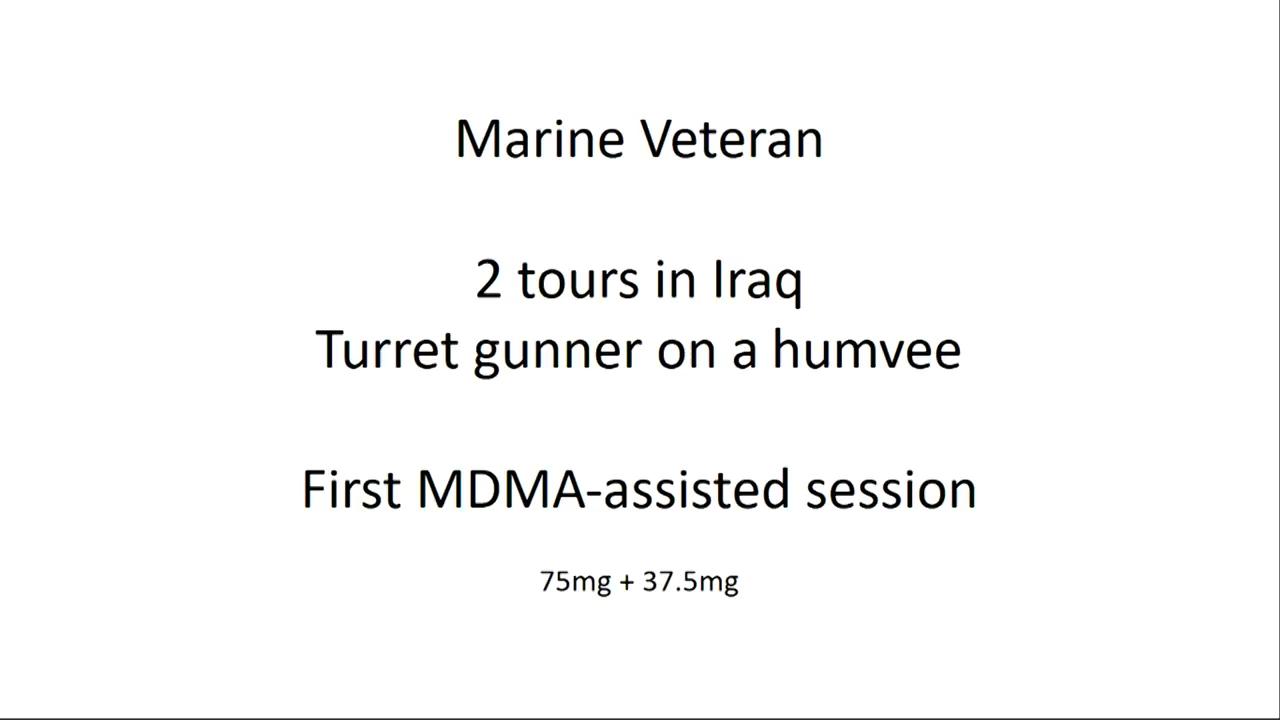 Marine Veteran
2 tours in Iraq
Turret gunner on a humvee
First MDMA-assisted session
75mg + 37.5mg